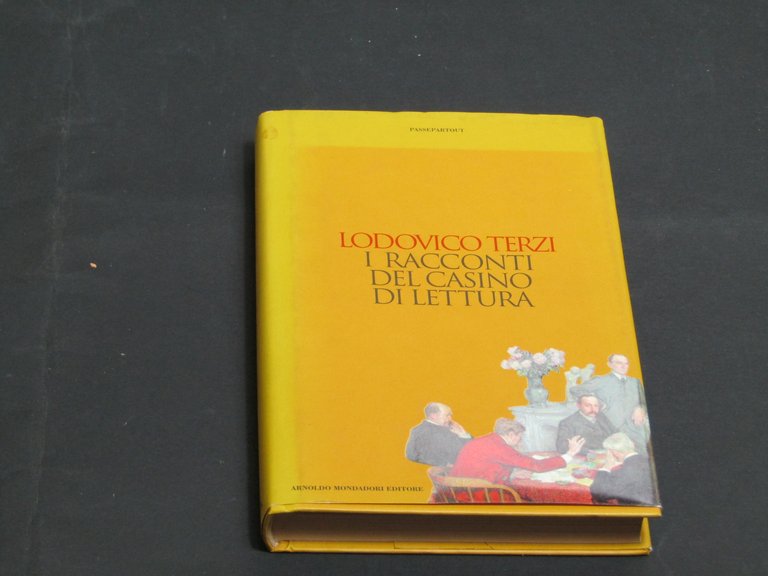 PASSEPARTOUT
LODOVICO TERZI
I RACCONTI
DEL CASINO
DI LETTURA
ARNOLDO MONDADORI EDITORE